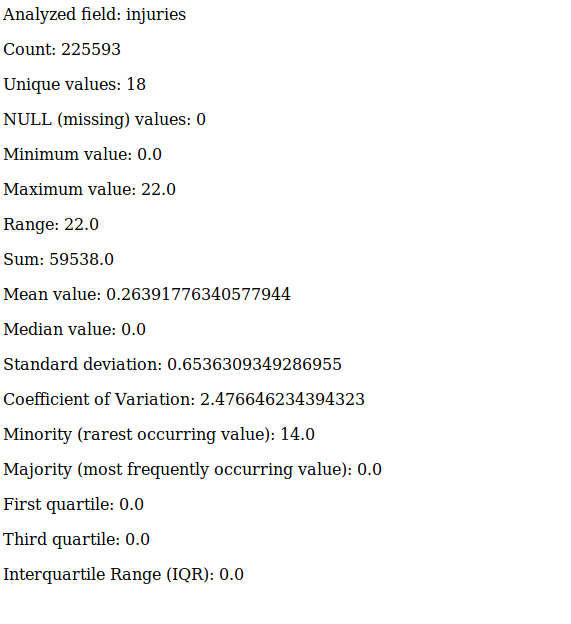 Analyzed field: injuries
Count: 225593
Unique values: 18
NULL (missing) values: 0
Minimum value: 0.0
Maximum value: 22.0
Range: 22.0
Sum: 59538.0
Mean value: 0.26391776340577944
Median value: 0.0
Standard deviation: 0.6536309349286955
Coefficient of Variation: 2.476646234394323
Minority (rarest occurring value): 14.0
Majority (most frequently occurring value): 0.0
First quartile: 0.0
Third quartile: 0.0
Interquartile Range (IQR): 0.0